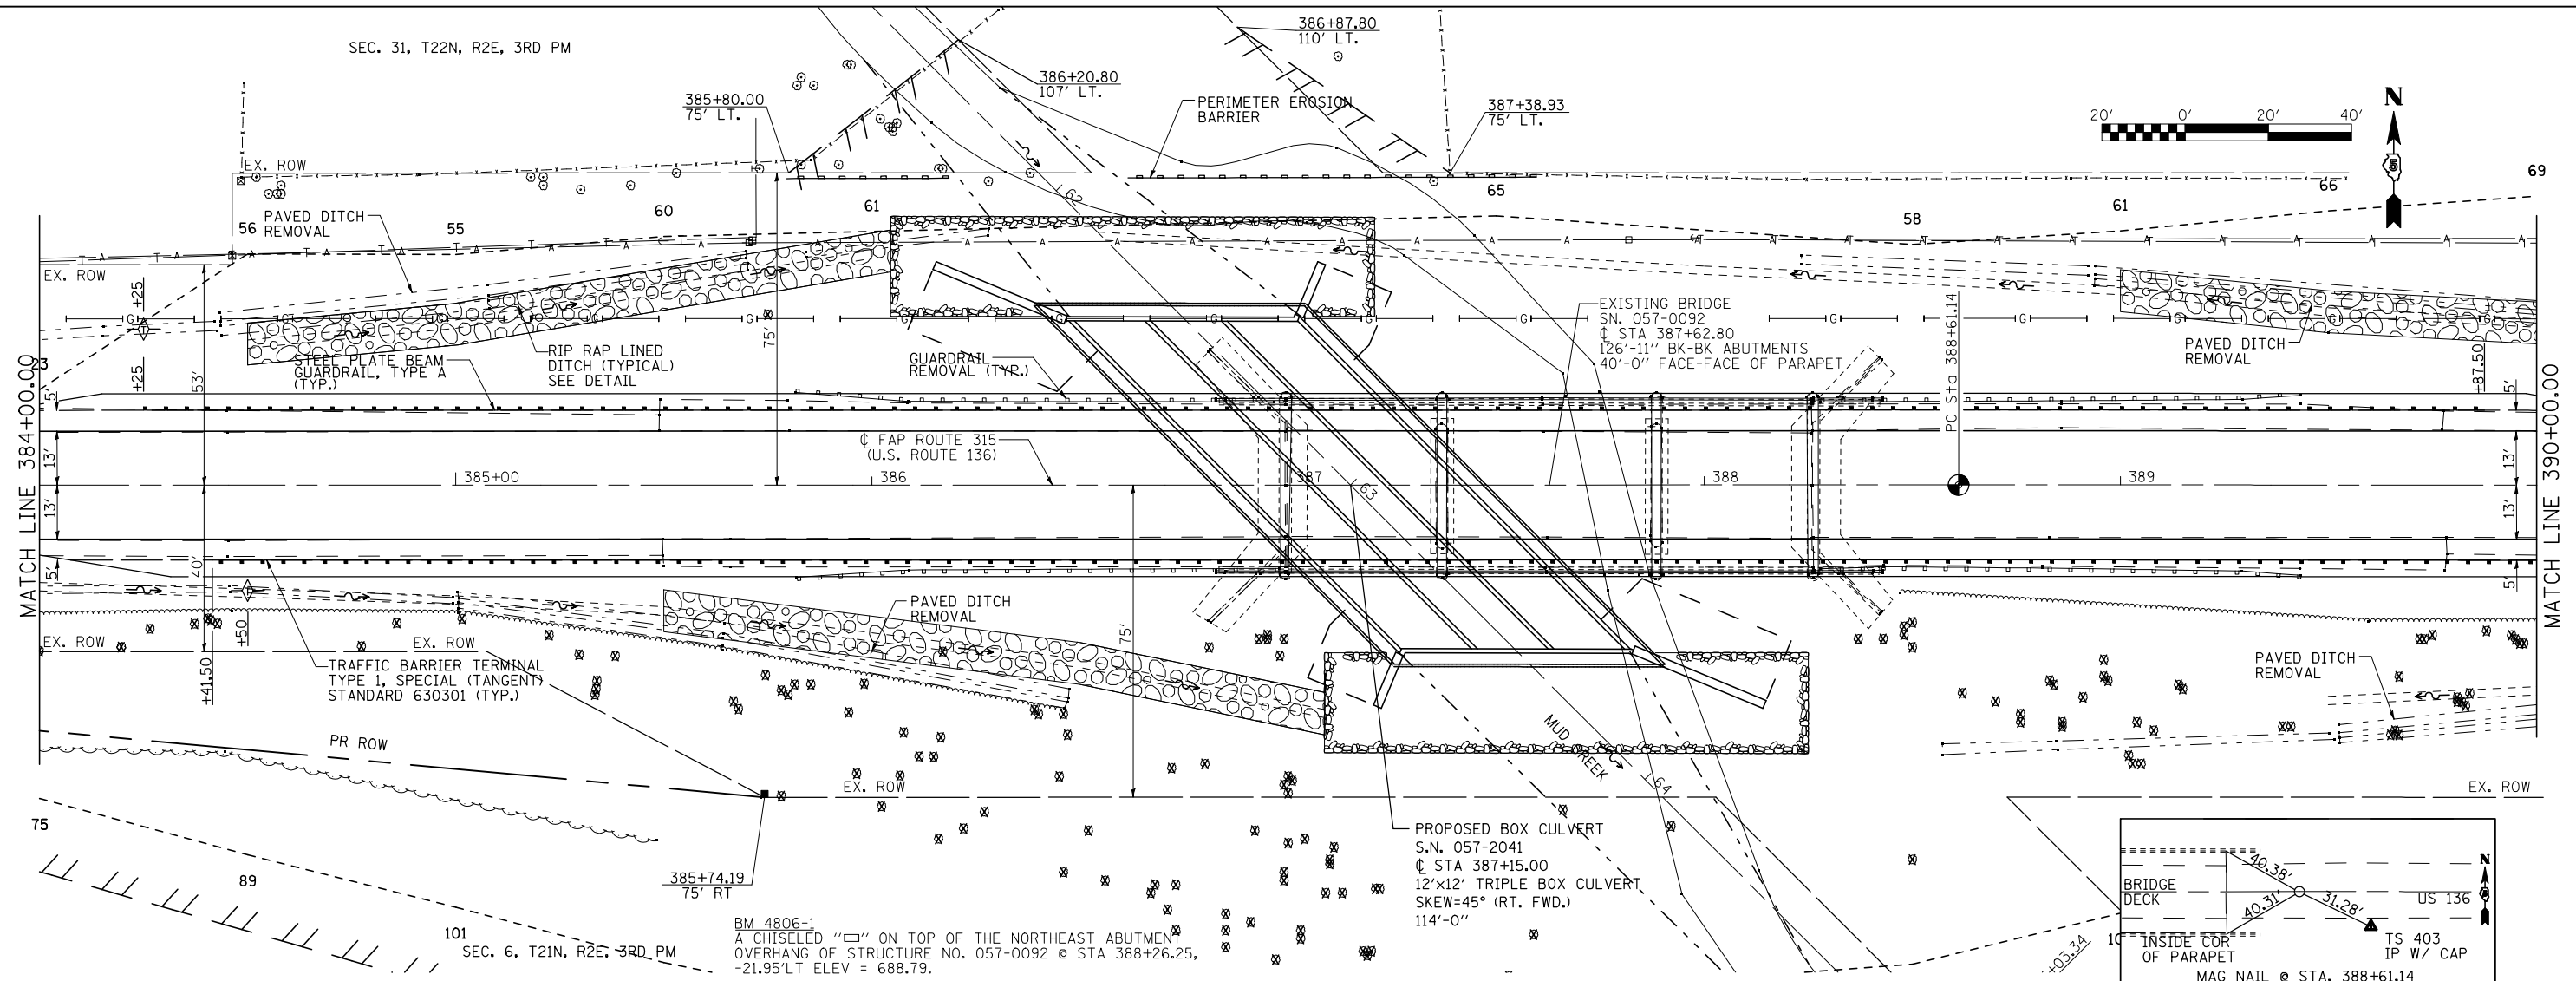 SEC. 31, T22N, R2E, 3RD PM
386+87.80
110' LT.
386+20.80
107' LT.
385+80.00
75' LT.
PERIMETER EROSION
BARRIER
387+38.93
75' LT.
20' 0' 20' 40'
N
EX. ROW
56
PAVED DITCH
REMOVAL
55
60
61
62
65
58
61
66
69
EX. ROW
+25
+25
23
53'
75'
STEEL PLATE BEAM
GUARDRAIL, TYPE A
(TYP.)
RIP RAP LINED
DITCH (TYPICAL)
SEE DETAIL
GUARDRAIL
REMOVAL (TYP.)
EXISTING BRIDGE
SN. 057-0092
℄ STA 387+62.80
126'-11" BK-BK ABUTMENTS
40'-0" FACE-FACE OF PARAPET
PC Sta 388+61.14
PAVED DITCH
REMOVAL
+87.50
MATCH LINE 384+00.00
MATCH LINE 390+00.00
5'
13'
13'
5'
℄ FAP ROUTE 315
(U.S. ROUTE 136)
385+00
386
387
388
389
63
5'
13'
13'
5'
40'
+41.50
+50
EX. ROW
EX. ROW
TRAFFIC BARRIER TERMINAL
TYPE 1, SPECIAL (TANGENT)
STANDARD 630301 (TYP.)
PAVED DITCH
REMOVAL
75'
MUD CREEK
64
PAVED DITCH
REMOVAL
PR ROW
EX. ROW
EX. ROW
75
89
101
385+74.19
75' RT
SEC. 6, T21N, R2E, 3RD PM
BM 4806-1
A CHISELED "▭" ON TOP OF THE NORTHEAST ABUTMENT
OVERHANG OF STRUCTURE NO. 057-0092 @ STA 388+26.25,
-21.95'LT ELEV = 688.79.
PROPOSED BOX CULVERT
S.N. 057-2041
℄ STA 387+15.00
12'x12' TRIPLE BOX CULVERT
SKEW=45° (RT. FWD.)
114'-0"
+03.34
BRIDGE
DECK
40.38'
40.31'
31.28'
N
US 136
INSIDE COR
OF PARAPET
TS 403
IP W/ CAP
MAG NAIL @ STA. 388+61.14